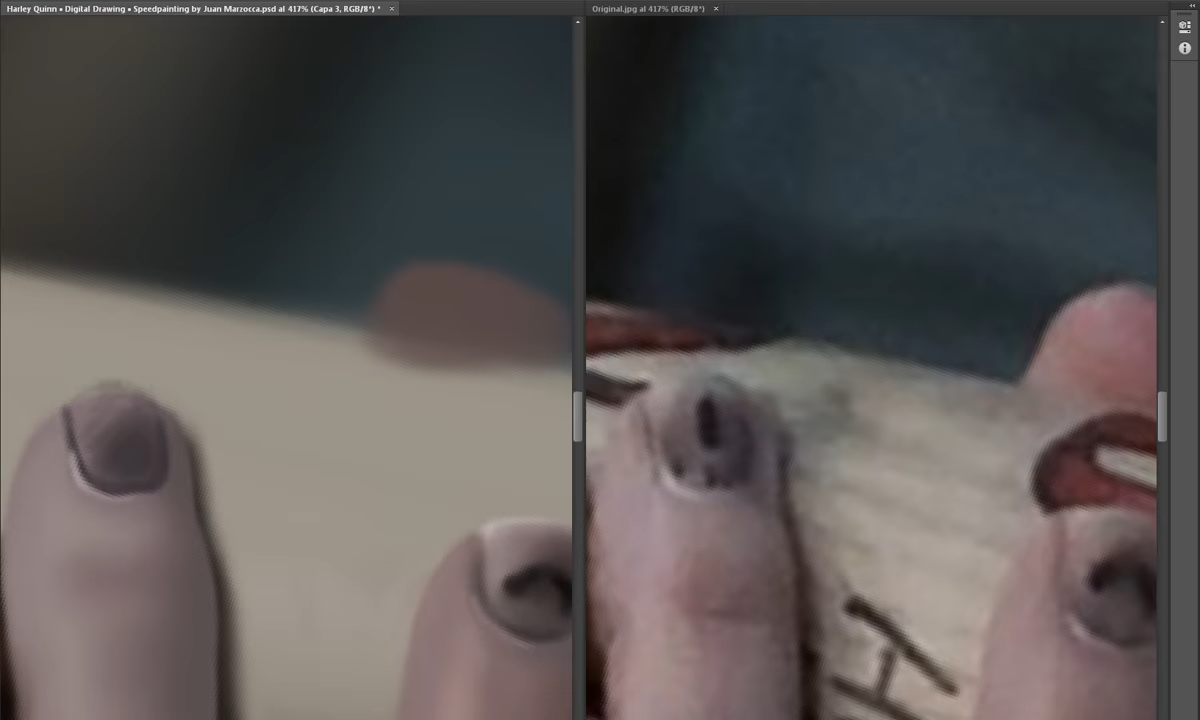 Harley Quinn • Digital Drawing • Speedpainting by Juan Marzocca.psd al 417% (Capa 3, RGB/8*) *
Original.jpg al 417% (RGB/8*)